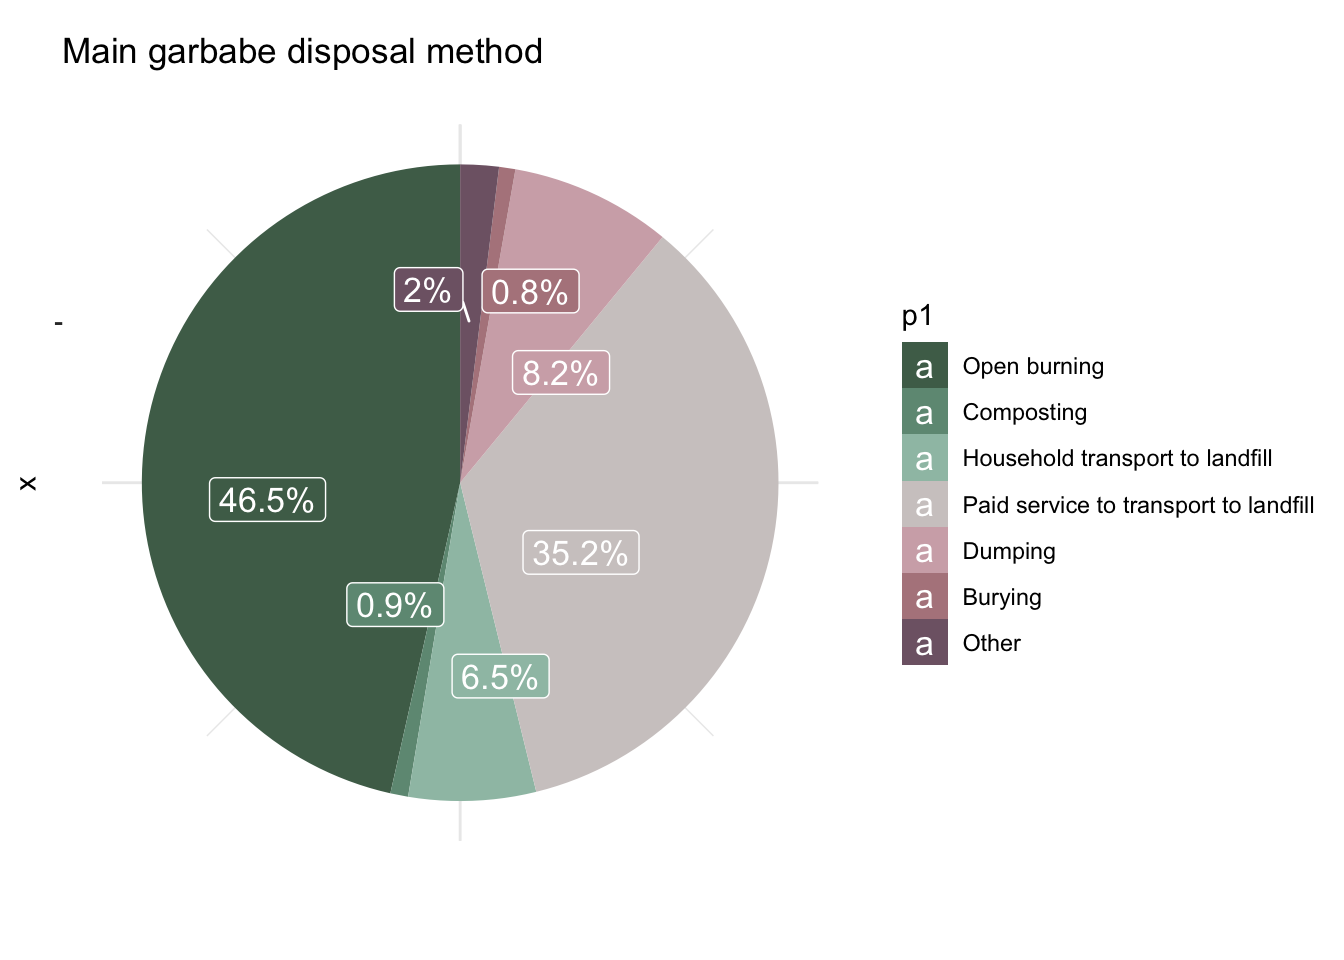 Main garbabe disposal method
2%
0.8%
8.2%
46.5%
35.2%
0.9%
6.5%
-
x
p1
a Open burning
a Composting
a Household transport to landfill
a Paid service to transport to landfill
a Dumping
a Burying
a Other